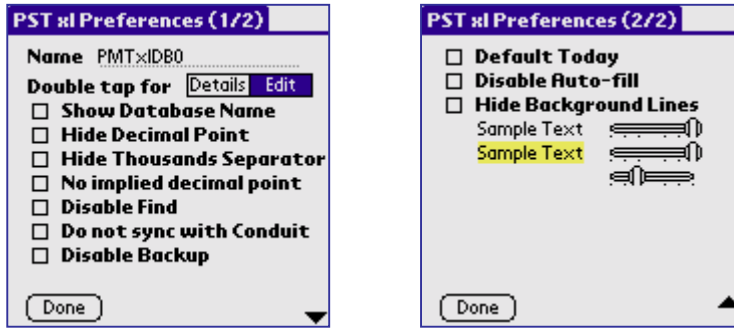 PST xl Preferences (1/2)
Name PMTxlDB0
Double tap for Details Edit
Show Database Name
Hide Decimal Point
Hide Thousands Separator
No implied decimal point
Disable Find
Do not sync with Conduit
Disable Backup
Done
PST xl Preferences (2/2)
Default Today
Disable Auto-fill
Hide Background Lines
Sample Text
Sample Text
Done